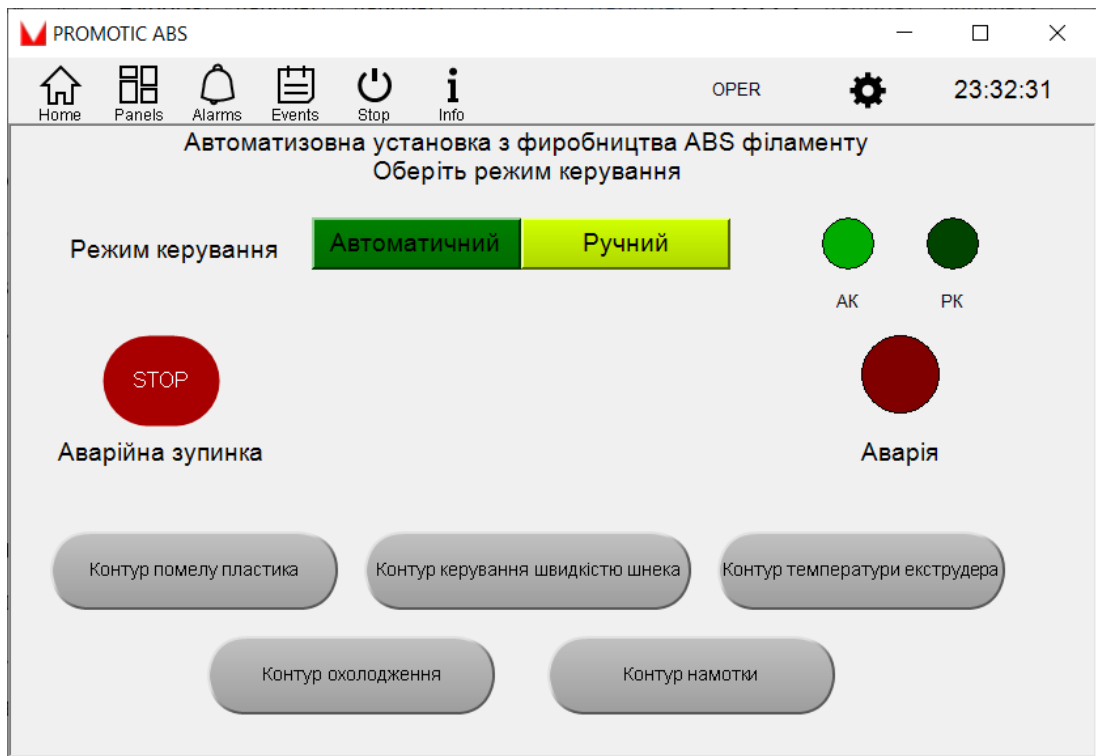 PROMOTIC ABS
Home Panels Alarms Events Stop Info OPER 23:32:31
Автоматизовна установка з фиробництва ABS філаменту
Оберіть режим керування
Режим керування Автоматичний Ручний
АК РК
STOP
Аварійна зупинка Аварія
Контур помелу пластика Контур керування швидкістю шнека Контур температури екструдера
Контур охолодження Контур намотки